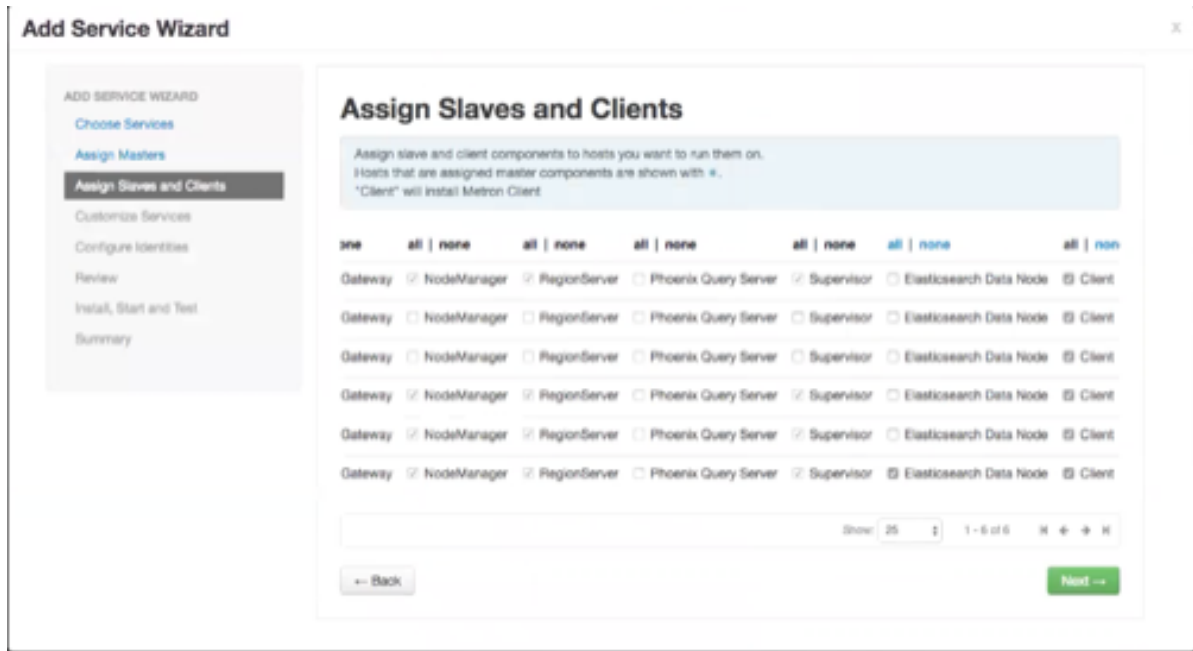 Add Service Wizard
x
ADD SERVICE WIZARD
Choose Services
Assign Masters
Assign Slaves and Clients
Customize Services
Configure Identities
Review
Install, Start and Test
Summary
Assign Slaves and Clients
Assign slave and client components to hosts you want to run them on.
Hosts that are assigned master components are shown with *.
"Client" will install Metron Client
one all | none all | none all | none all | none all | none all | non
Gateway NodeManager RegionServer Phoenix Query Server Supervisor Elasticsearch Data Node Client
Gateway NodeManager RegionServer Phoenix Query Server Supervisor Elasticsearch Data Node Client
Gateway NodeManager RegionServer Phoenix Query Server Supervisor Elasticsearch Data Node Client
Gateway NodeManager RegionServer Phoenix Query Server Supervisor Elasticsearch Data Node Client
Gateway NodeManager RegionServer Phoenix Query Server Supervisor Elasticsearch Data Node Client
Gateway NodeManager RegionServer Phoenix Query Server Supervisor Elasticsearch Data Node Client
Show: 25 1 - 6 of 6
← Back
Next →